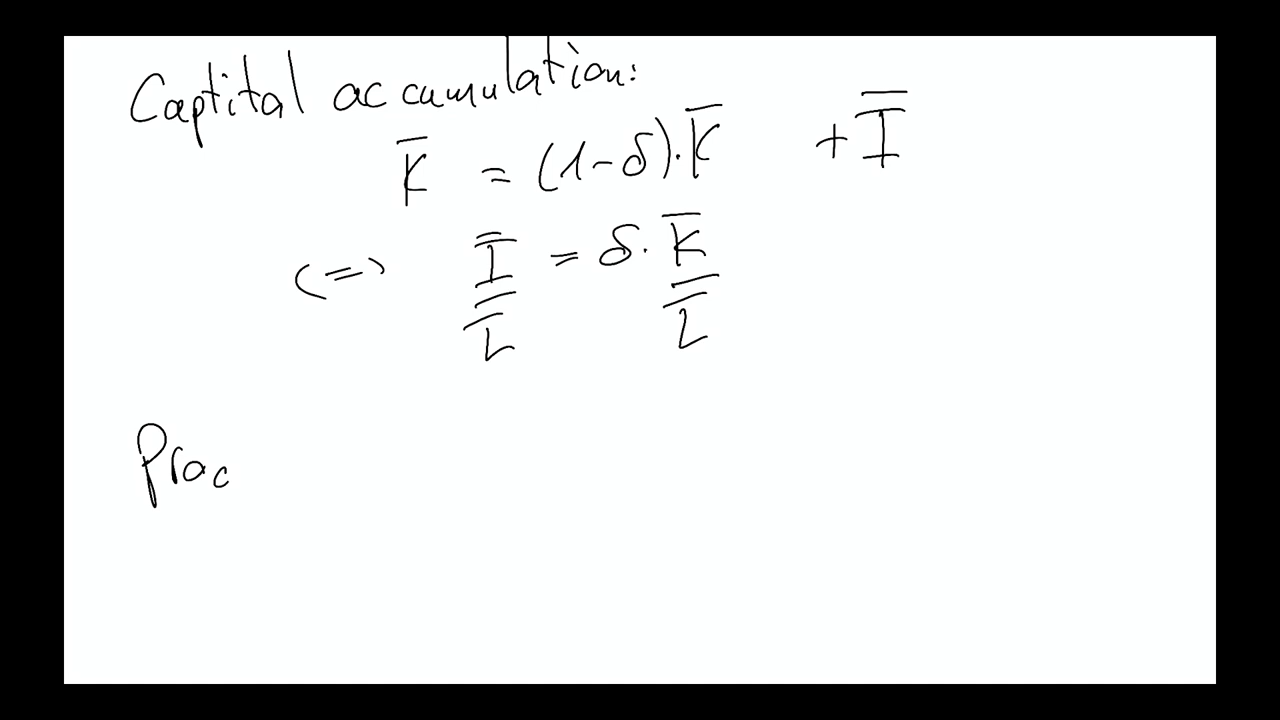 Captital accumulation:
K̄ = (1-δ)·K̄ + Ī
<=> Ī/L̄ = δ·K̄/L̄
Proc